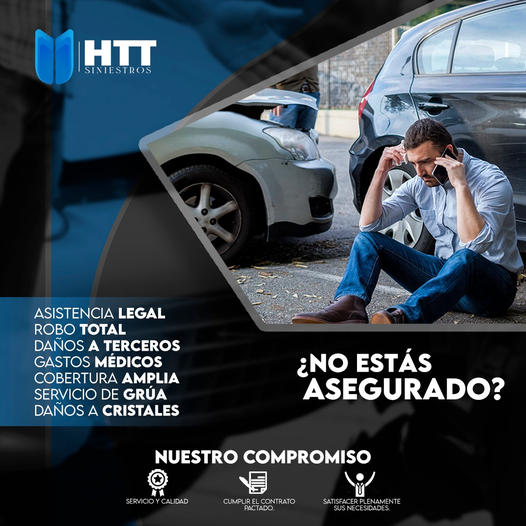 HTT
SINIESTROS
ASISTENCIA LEGAL
ROBO TOTAL
DAÑOS A TERCEROS
GASTOS MÉDICOS
COBERTURA AMPLIA
SERVICIO DE GRÚA
DAÑOS A CRISTALES
¿NO ESTÁS
ASEGURADO?
NUESTRO COMPROMISO
SERVICIO Y CALIDAD
CUMPLIR EL CONTRATO
PACTADO.
SATISFACER PLENAMENTE
SUS NECESIDADES.